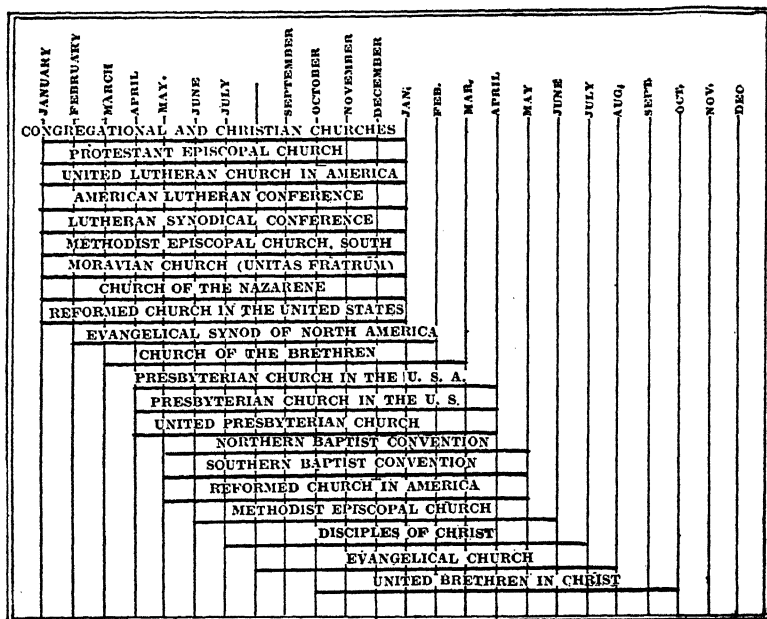 JANUARY
FEBRUARY
MARCH
APRIL
MAY.
JUNE
JULY
SEPTEMBER
OCTOBER
NOVEMBER
DECEMBER
JAN.
FEB.
MAR.
APRIL
MAY
JUNE
JULY
AUG.
SEPT.
OCT.
NOV.
DEC
CONGREGATIONAL AND CHRISTIAN CHURCHES
PROTESTANT EPISCOPAL CHURCH
UNITED LUTHERAN CHURCH IN AMERICA
AMERICAN LUTHERAN CONFERENCE
LUTHERAN SYNODICAL CONFERENCE
METHODIST EPISCOPAL CHURCH, SOUTH
MORAVIAN CHURCH (UNITAS FRATRUM)
CHURCH OF THE NAZARENE
REFORMED CHURCH IN THE UNITED STATES
EVANGELICAL SYNOD OF NORTH AMERICA
CHURCH OF THE BRETHREN
PRESBYTERIAN CHURCH IN THE U. S. A.
PRESBYTERIAN CHURCH IN THE U. S.
UNITED PRESBYTERIAN CHURCH
NORTHERN BAPTIST CONVENTION
SOUTHERN BAPTIST CONVENTION
REFORMED CHURCH IN AMERICA
METHODIST EPISCOPAL CHURCH
DISCIPLES OF CHRIST
EVANGELICAL CHURCH
UNITED BRETHREN IN CHRIST